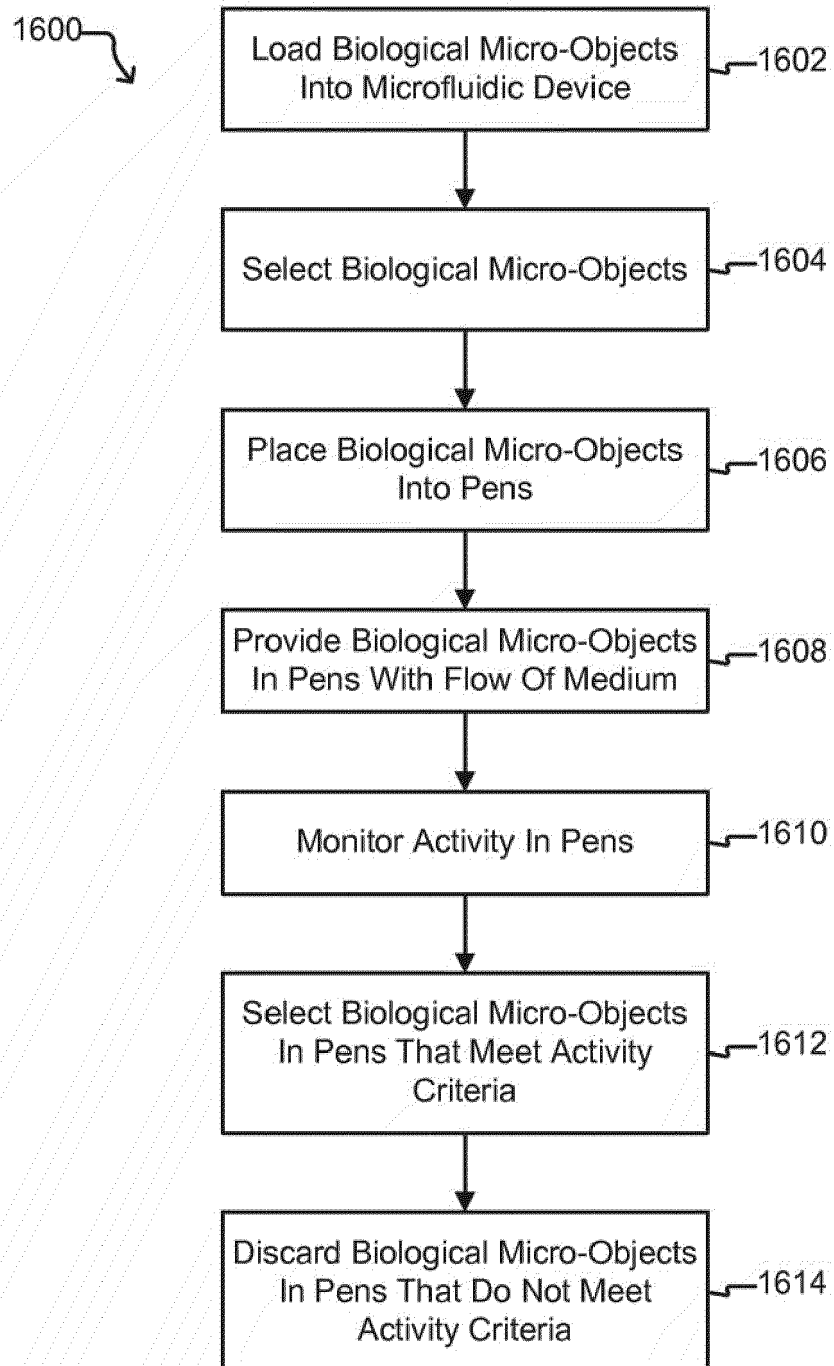 1600
Load Biological Micro-Objects
Into Microfluidic Device
1602
Select Biological Micro-Objects
1604
Place Biological Micro-Objects
Into Pens
1606
Provide Biological Micro-Objects
In Pens With Flow Of Medium
1608
Monitor Activity In Pens
1610
Select Biological Micro-Objects
In Pens That Meet Activity
Criteria
1612
Discard Biological Micro-Objects
In Pens That Do Not Meet
Activity Criteria
1614